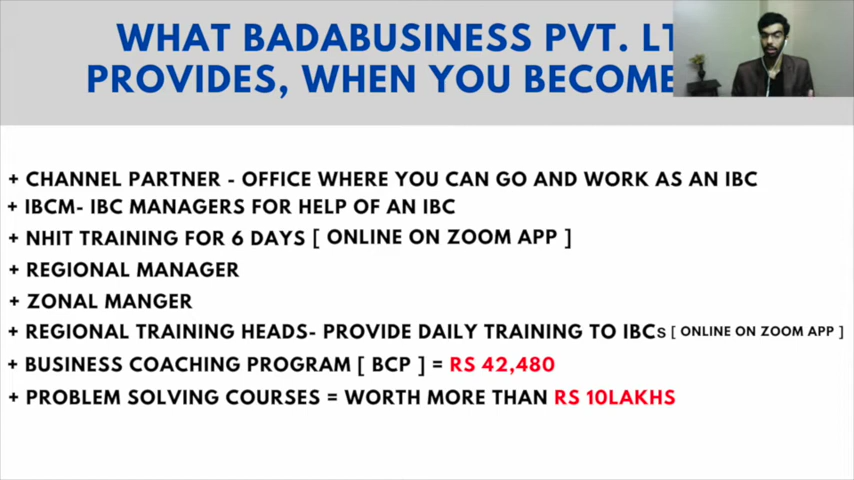 WHAT BADABUSINESS PVT. LT
PROVIDES, WHEN YOU BECOME
+ CHANNEL PARTNER - OFFICE WHERE YOU CAN GO AND WORK AS AN IBC
+ IBCM- IBC MANAGERS FOR HELP OF AN IBC
+ NHIT TRAINING FOR 6 DAYS [ ONLINE ON ZOOM APP ]
+ REGIONAL MANAGER
+ ZONAL MANGER
+ REGIONAL TRAINING HEADS- PROVIDE DAILY TRAINING TO IBCs [ ONLINE ON ZOOM APP ]
+ BUSINESS COACHING PROGRAM [ BCP ] = RS 42,480
+ PROBLEM SOLVING COURSES = WORTH MORE THAN RS 10LAKHS